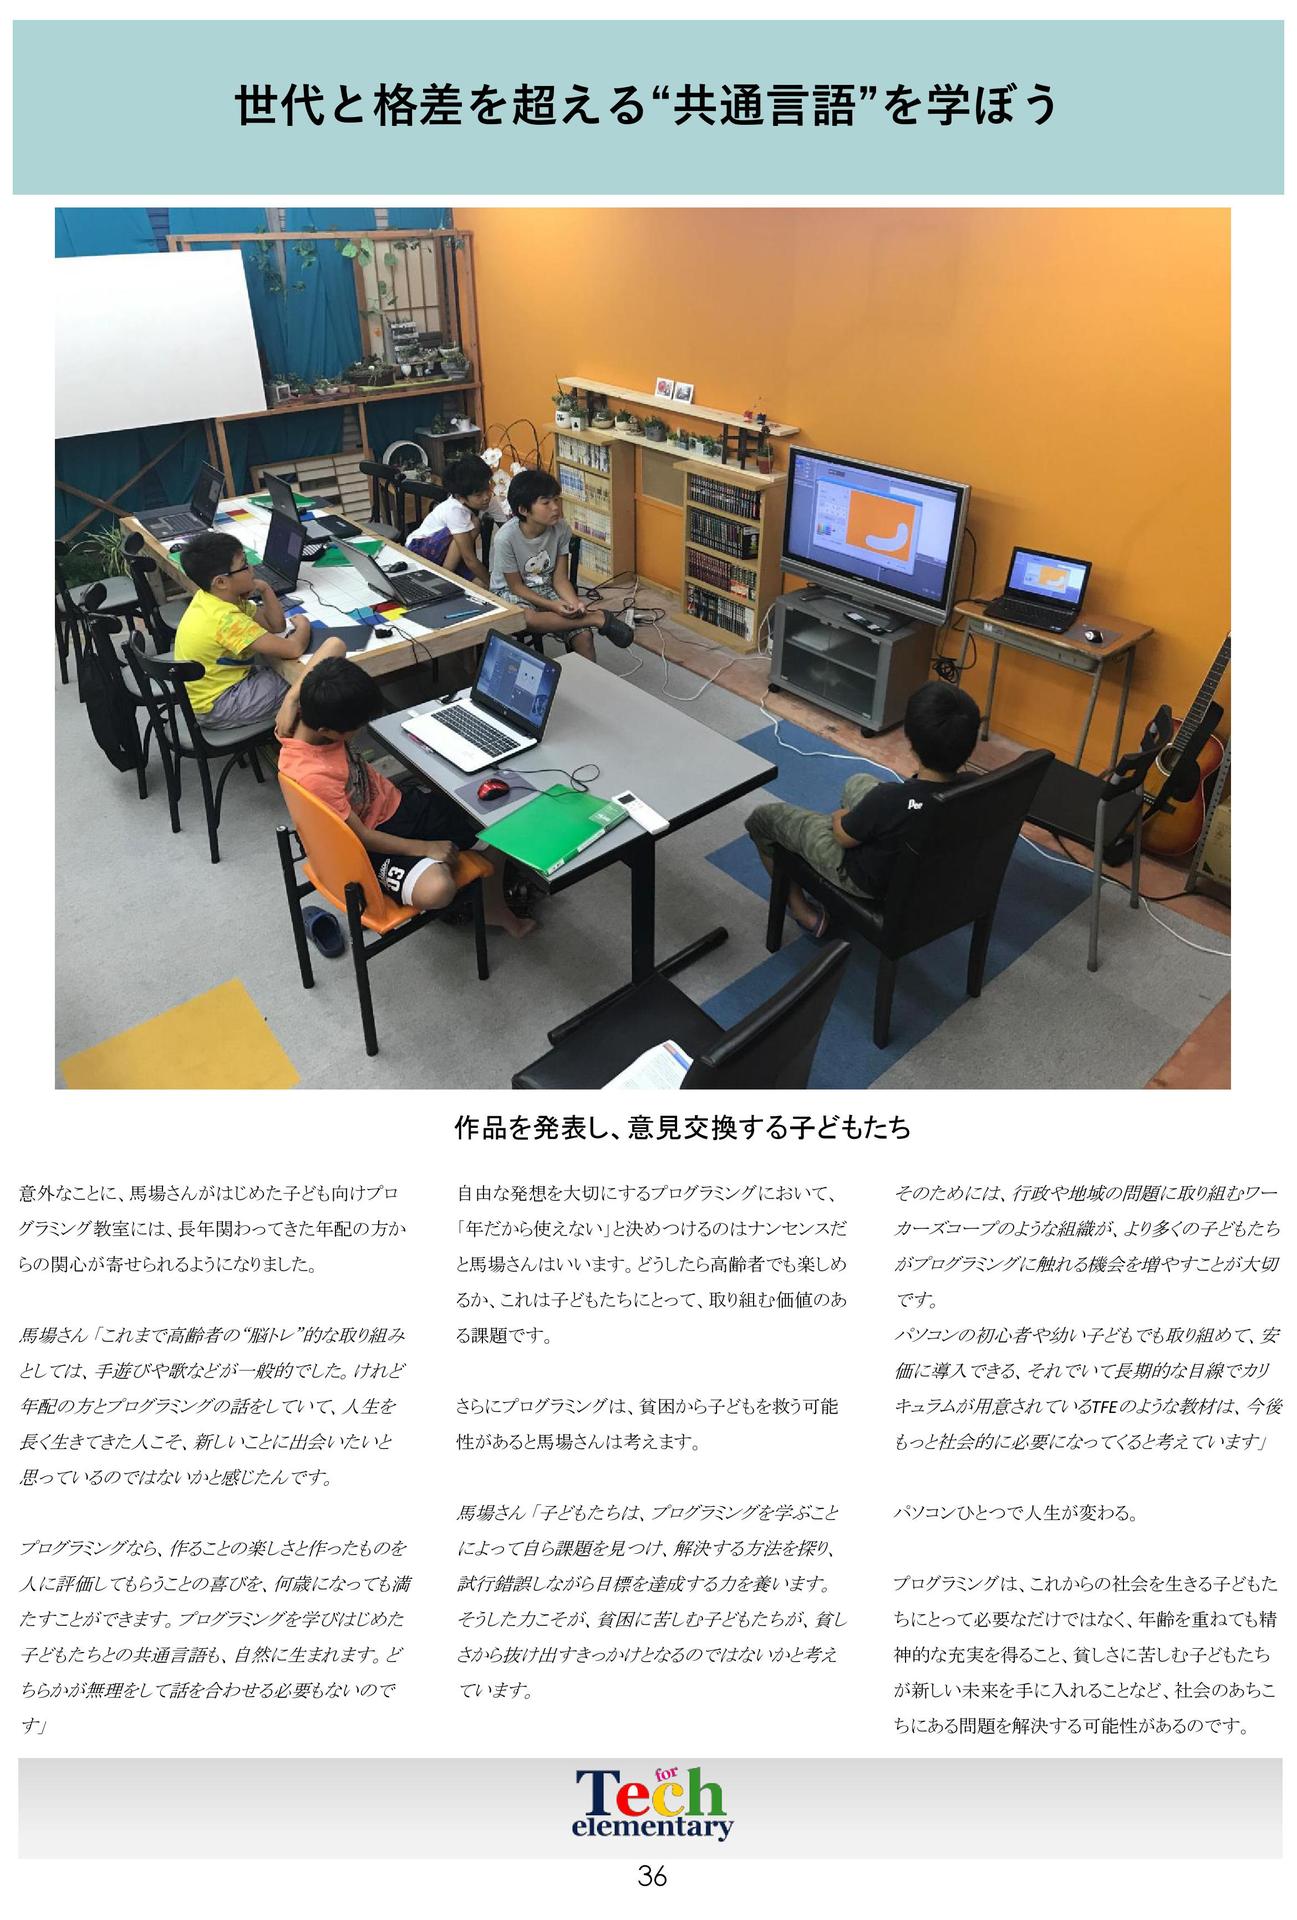 世代と格差を超える“共通言語”を学ぼう
作品を発表し、意見交換する子どもたち
意外なことに、馬場さんがはじめた子ども向けプロ
グラミング教室には、長年関わってきた年配の方か
らの関心が寄せられるようになりました。
馬場さん「これまで高齢者の“脳トレ”的な取り組み
としては、手遊びや歌などが一般的でした。けれど
年配の方とプログラミングの話をしていて、人生を
長く生きてきた人こそ、新しいことに出会いたいと
思っているのではないかと感じたんです。
プログラミングなら、作ることの楽しさと作ったものを
人に評価してもらうことの喜びを、何歳になっても満
たすことができます。プログラミングを学びはじめた
子どもたちとの共通言語も、自然に生まれます。ど
ちらかが無理をして話を合わせる必要もないので
す」
自由な発想を大切にするプログラミングにおいて、
「年だから使えない」と決めつけるのはナンセンスだ
と馬場さんはいいます。どうしたら高齢者でも楽しめ
るか、これは子どもたちにとって、取り組む価値のあ
る課題です。
さらにプログラミングは、貧困から子どもを救う可能
性があると馬場さんは考えます。
馬場さん「子どもたちは、プログラミングを学ぶこと
によって自ら課題を見つけ、解決する方法を探り、
試行錯誤しながら目標を達成する力を養います。
そうした力こそが、貧困に苦しむ子どもたちが、貧し
さから抜け出すきっかけとなるのではないかと考え
ています。
そのためには、行政や地域の問題に取り組むワー
カーズコープのような組織が、より多くの子どもたち
がプログラミングに触れる機会を増やすことが大切
です。
パソコンの初心者や幼い子どもでも取り組めて、安
価に導入できる、それでいて長期的な目線でカリ
キュラムが用意されているTFEのような教材は、今後
もっと社会的に必要になってくると考えています」
パソコンひとつで人生が変わる。
プログラミングは、これからの社会を生きる子どもた
ちにとって必要なだけではなく、年齢を重ねても精
神的な充実を得ること、貧しさに苦しむ子どもたち
が新しい未来を手に入れることなど、社会のあちこ
ちにある問題を解決する可能性があるのです。
Tech for
elementary
36